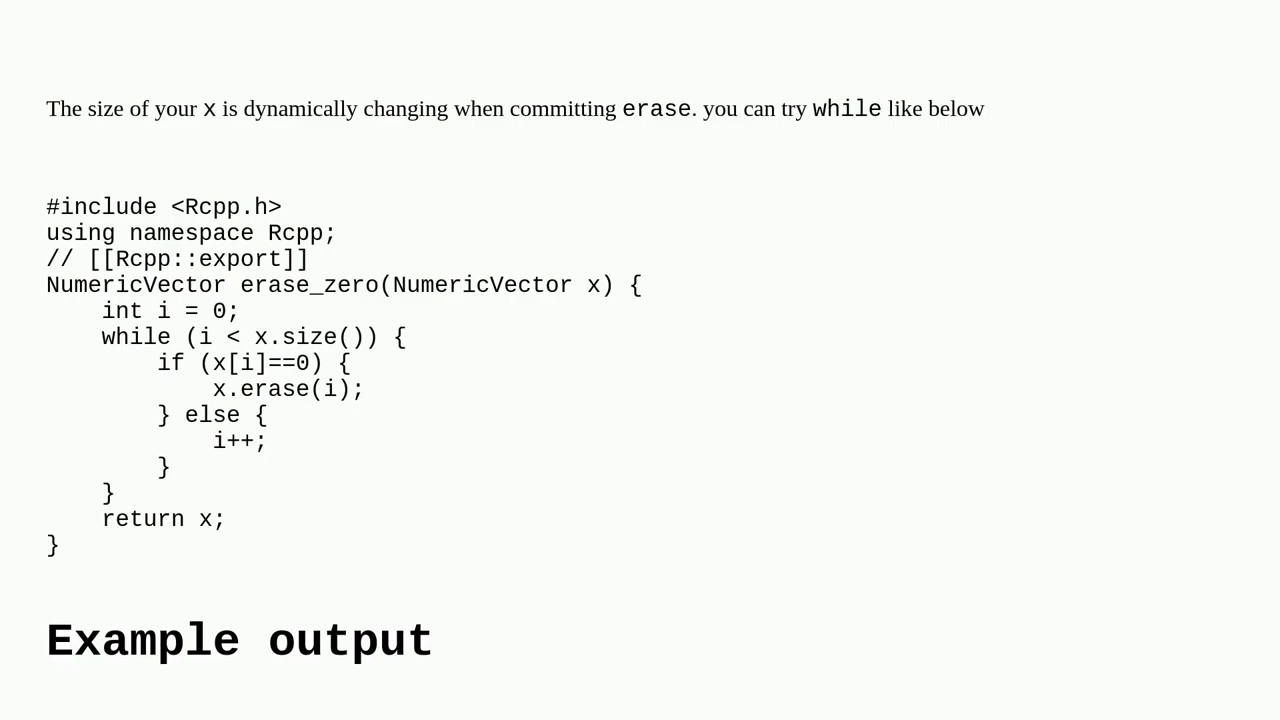 The size of your x is dynamically changing when committing erase. you can try while like below
#include <Rcpp.h>
using namespace Rcpp;
// [[Rcpp::export]]
NumericVector erase_zero(NumericVector x) {
    int i = 0;
    while (i < x.size()) {
        if (x[i]==0) {
            x.erase(i);
        } else {
            i++;
        }
    }
    return x;
}
Example output